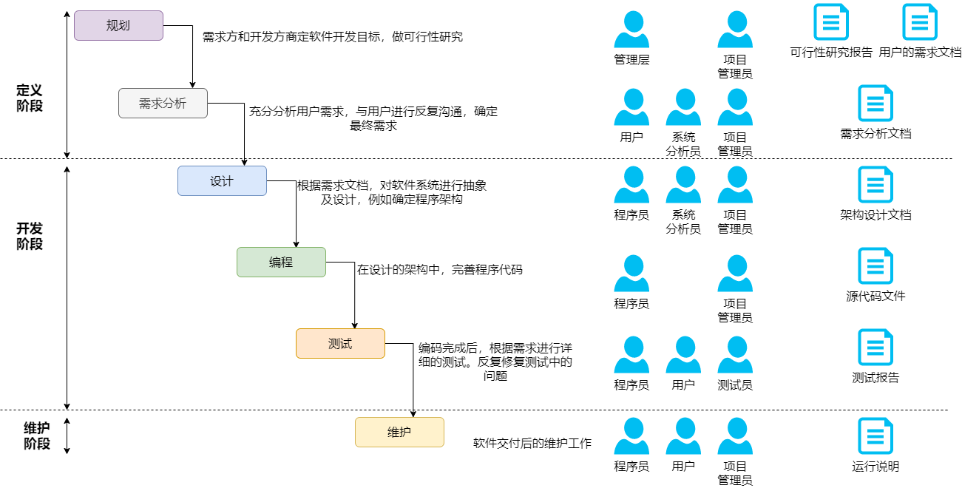 规划
需求方和开发方商定软件开发目标，做可行性研究
管理层
项目
管理员
可行性研究报告
用户的需求文档
定义
阶段
需求分析
充分分析用户需求，与用户进行反复沟通，确定
最终需求
用户
系统
分析员
项目
管理员
需求分析文档
设计
根据需求文档，对软件系统进行抽象
及设计，例如确定程序架构
程序员
系统
分析员
项目
管理员
架构设计文档
开发
阶段
编程
在设计的架构中，完善程序代码
程序员
项目
管理员
源代码文件
测试
编码完成后，根据需求进行详
细的测试。反复修复测试中的
问题
程序员
用户
测试员
测试报告
维护
阶段
维护
软件交付后的维护工作
程序员
用户
项目
管理员
运行说明